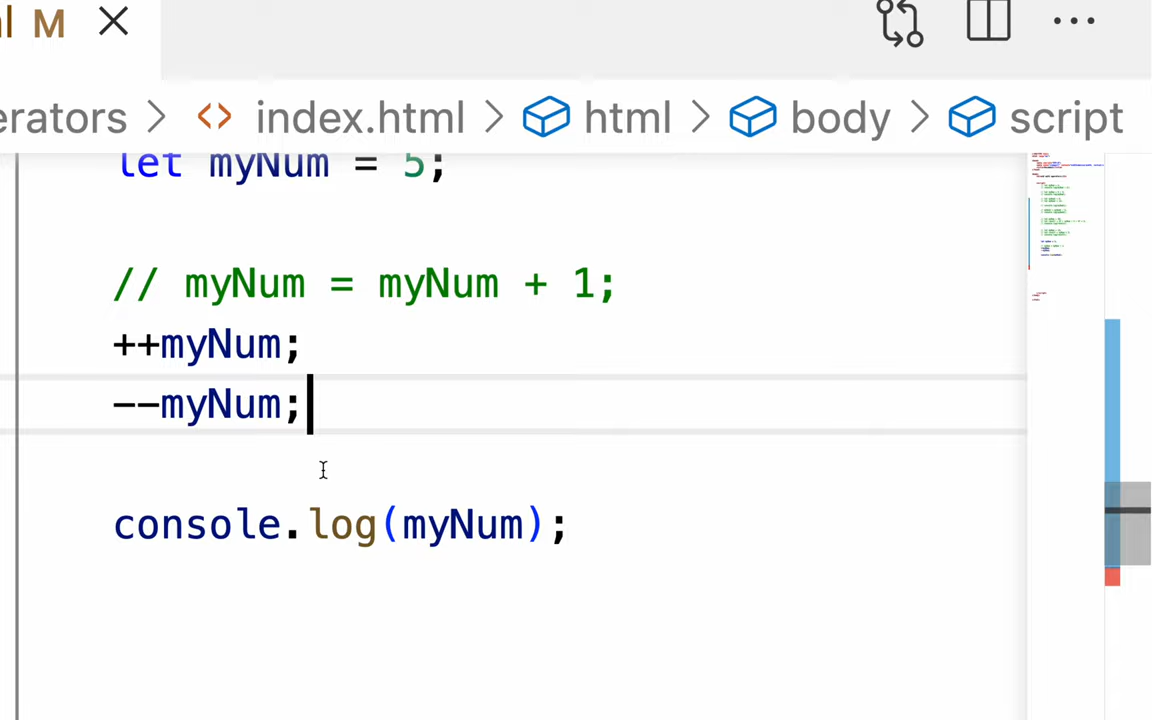 l M
erators > index.html > html > body > script
let myNum = 5;
// myNum = myNum + 1;
++myNum;
--myNum;
console.log(myNum);